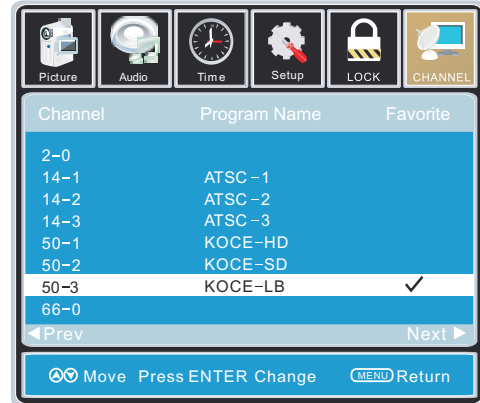 Picture Audio Time Setup LOCK CHANNEL
Channel Program Name Favorite
2-0
14-1 ATSC-1
14-2 ATSC-2
14-3 ATSC-3
50-1 KOCE-HD
50-2 KOCE-SD
50-3 KOCE-LB
66-0
Prev Next
Move Press ENTER Change MENU Return